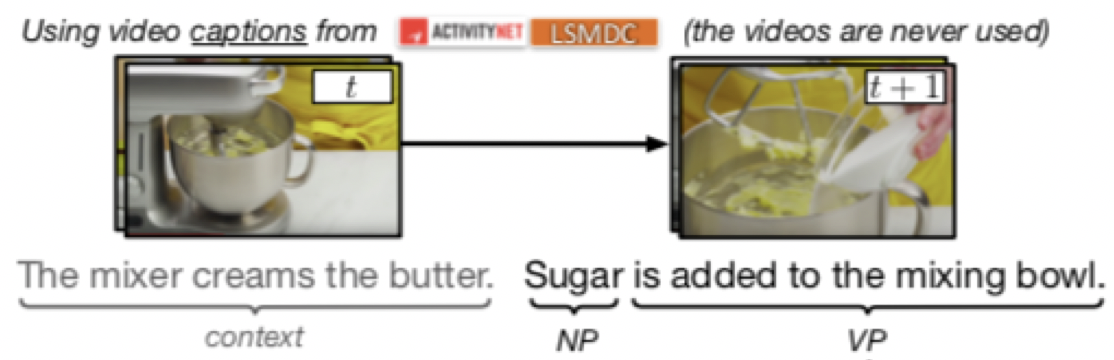 Using video captions from ACTIVITYNET LSMDC (the videos are never used)
t
t + 1
The mixer creams the butter. Sugar is added to the mixing bowl.
context NP VP